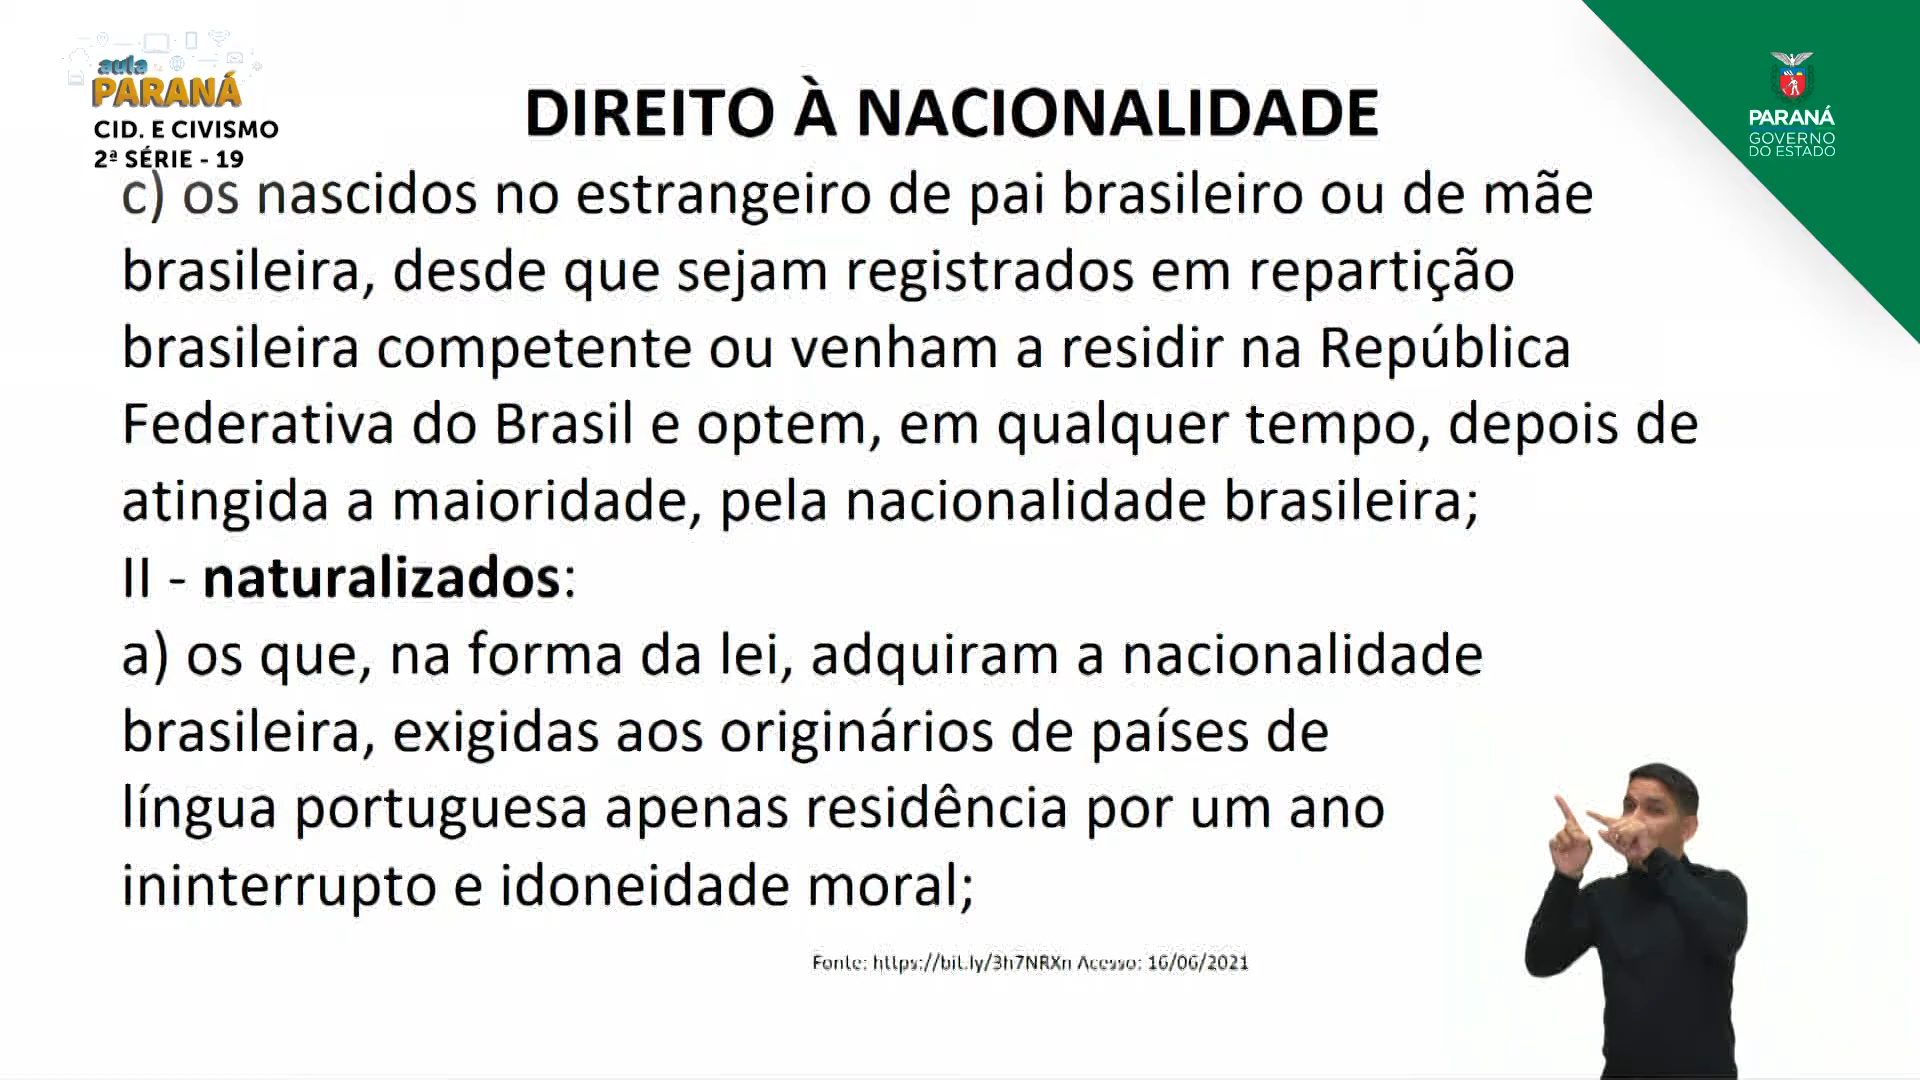 aula
PARANÁ
CID. E CIVISMO
2ª SÉRIE - 19
PARANÁ
GOVERNO
DO ESTADO
DIREITO À NACIONALIDADE
c) os nascidos no estrangeiro de pai brasileiro ou de mãe
brasileira, desde que sejam registrados em repartição
brasileira competente ou venham a residir na República
Federativa do Brasil e optem, em qualquer tempo, depois de
atingida a maioridade, pela nacionalidade brasileira;
II - naturalizados:
a) os que, na forma da lei, adquiram a nacionalidade
brasileira, exigidas aos originários de países de
língua portuguesa apenas residência por um ano
ininterrupto e idoneidade moral;
Fonte: https://bit.ly/3h7NRXn Acesso: 16/06/2021